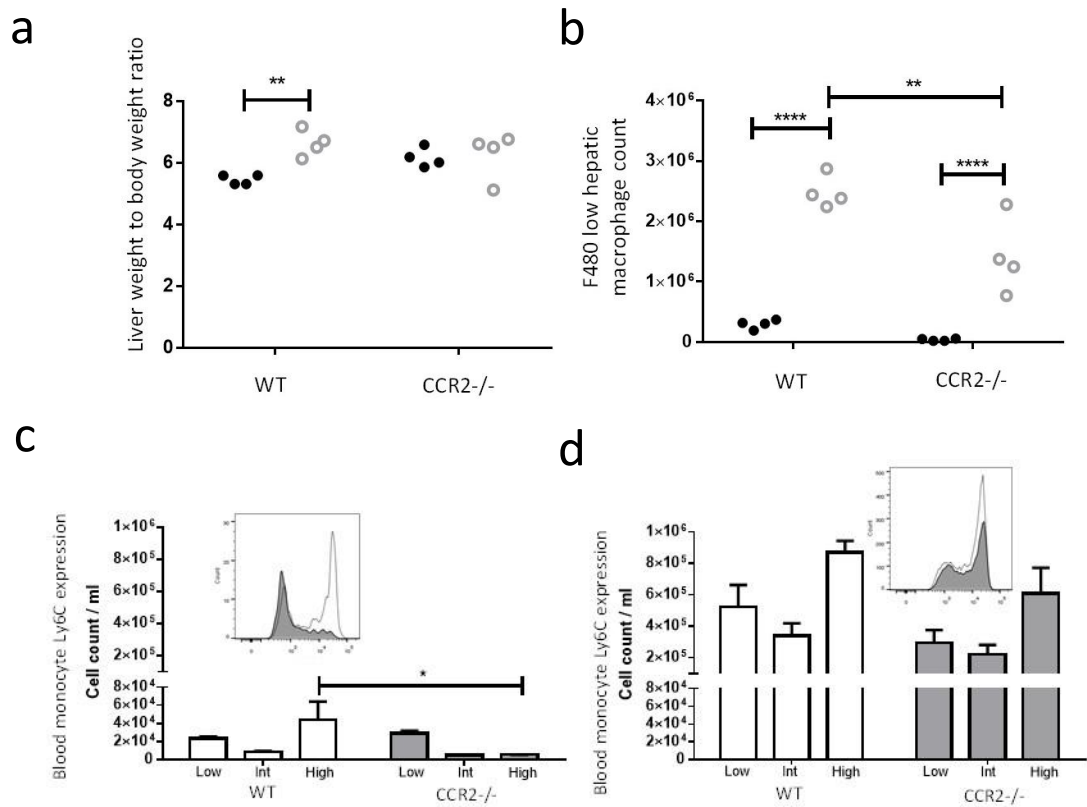 a
Liver weight to body weight ratio
8
6
4
2
0
**
WT
CCR2-/-
b
F480 low hepatic
macrophage count
4×10⁶
3×10⁶
2×10⁶
1×10⁶
0
****
**
****
WT
CCR2-/-
c
Blood monocyte Ly6C expression
Cell count / ml
1×10⁶
8×10⁵
6×10⁵
4×10⁵
2×10⁵
8×10⁴
6×10⁴
4×10⁴
2×10⁴
0
Count
*
Low Int High Low Int High
WT CCR2-/-
d
Blood monocyte Ly6C expression
Cell count / ml
1×10⁶
8×10⁵
6×10⁵
4×10⁵
2×10⁵
8×10⁴
6×10⁴
4×10⁴
2×10⁴
0
Count
Low Int High Low Int High
WT CCR2-/-